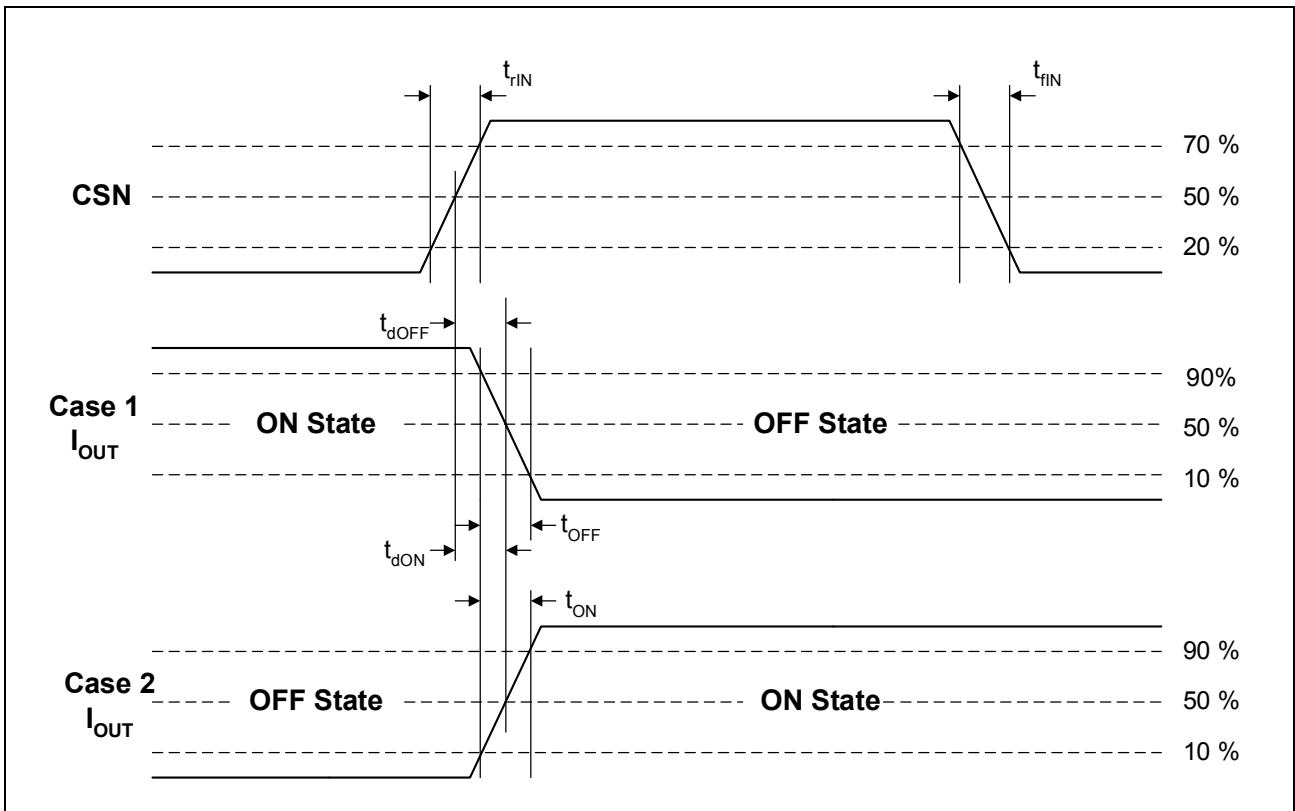 t_rIN
t_fIN
70 %
CSN
50 %
20 %
t_dOFF
90%
Case 1
I_OUT
ON State
OFF State
50 %
10 %
t_OFF
t_dON
t_ON
90 %
Case 2
I_OUT
OFF State
ON State
50 %
10 %